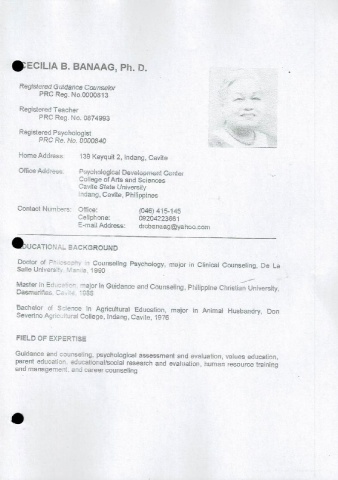 CECILIA B. BANAAG, Ph. D.
Registered Guidance Counselor
PRC Reg. No.0000813
Registered Teacher
PRC Reg. No. 0874993
Registered Psychologist
PRC Re. No. 0000840
Home Address: 139 Kayquit 2, Indang, Cavite
Office Address: Psychological Development Center
College of Arts and Sciences
Cavite State University
Indang, Cavite, Philippines
Contact Numbers: Office: (046) 415-145
Cellphone: 09204223661
E-mail Address: drcbanaag@yahoo.com
EDUCATIONAL BACKGROUND
Doctor of Philosophy in Counseling Psychology, major in Clinical Counseling, De La
Salle University, Manila, 1990
Master in Education, major in Guidance and Counseling, Philippine Christian University,
Dasmariñas, Cavite, 1988
Bachelor of Science in Agricultural Education, major in Animal Husbandry, Don
Severino Agricultural College, Indang, Cavite, 1976
FIELD OF EXPERTISE
Guidance and counseling, psychological assessment and evaluation, values education,
parent education, educational/social research and evaluation, human resource training
and management, and career counseling